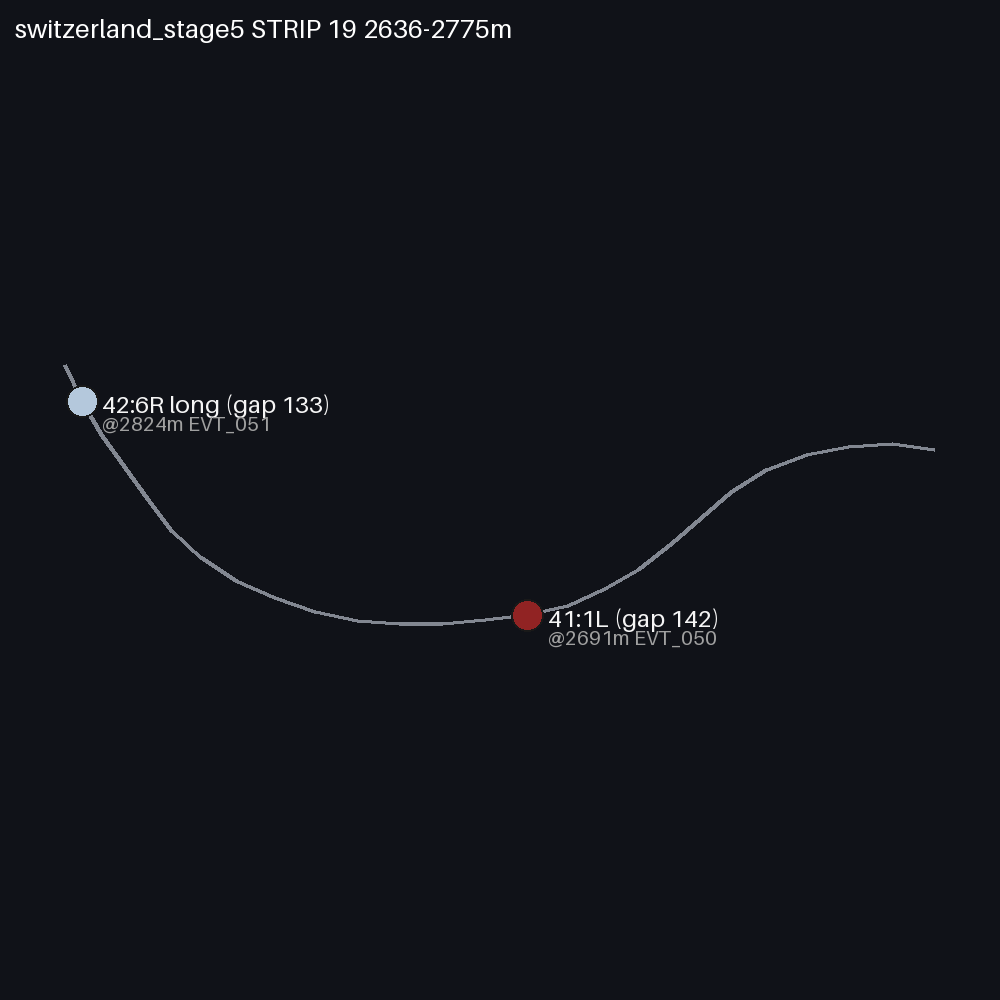 switzerland_stage5 STRIP 19 2636-2775m
42:6R long (gap 133)
@2824m EVT_051
41:1L (gap 142)
@2691m EVT_050